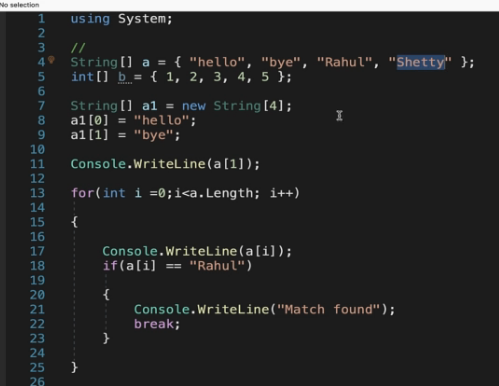 No selection
1 using System;
2
3 //
4 String[] a = { "hello", "bye", "Rahul", "Shetty" };
5 int[] b = { 1, 2, 3, 4, 5 };
6
7 String[] a1 = new String[4];
8 a1[0] = "hello";
9 a1[1] = "bye";
10
11 Console.WriteLine(a[1]);
12
13 for(int i =0;i<a.Length; i++)
14
15 {
16
17 Console.WriteLine(a[i]);
18 if(a[i] == "Rahul")
19
20 {
21 Console.WriteLine("Match found");
22 break;
23 }
24
25 }
26